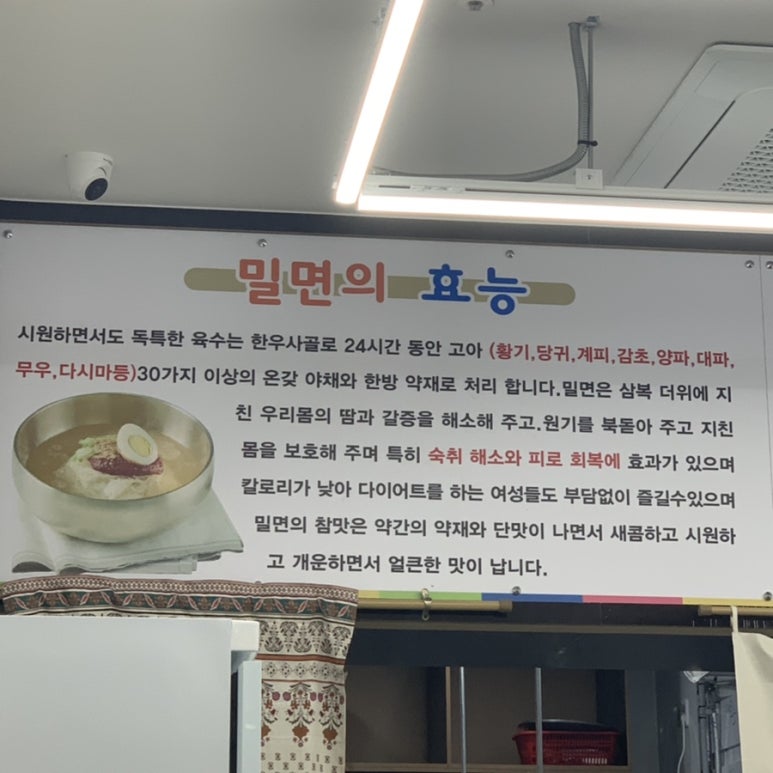 밀면의 효능
시원하면서도 독특한 육수는 한우사골로 24시간 동안 고아 (황기,당귀,계피,감초,양파,대파,
무우,다시마등)30가지 이상의 온갖 야채와 한방 약재로 처리 합니다.밀면은 삼복 더위에 지
친 우리몸의 땀과 갈증을 해소해 주고.원기를 북돋아 주고 지친
몸을 보호해 주며 특히 숙취 해소와 피로 회복에 효과가 있으며
칼로리가 낮아 다이어트를 하는 여성들도 부담없이 즐길수있으며
밀면의 참맛은 약간의 약재와 단맛이 나면서 새콤하고 시원하
고 개운하면서 얼큰한 맛이 납니다.